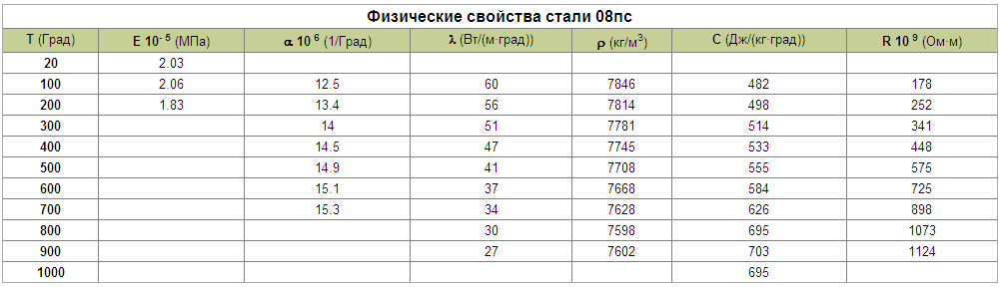 Физические свойства стали 08пс
T (Град) E 10- 5 (МПа) α 10 6 (1/Град) λ (Вт/(м·град)) ρ (кг/м3) C (Дж/(кг·град)) R 10 9 (Ом·м)
20 2.03
100 2.06 12.5 60 7846 482 178
200 1.83 13.4 56 7814 498 252
300 14 51 7781 514 341
400 14.5 47 7745 533 448
500 14.9 41 7708 555 575
600 15.1 37 7668 584 725
700 15.3 34 7628 626 898
800 30 7598 695 1073
900 27 7602 703 1124
1000 695